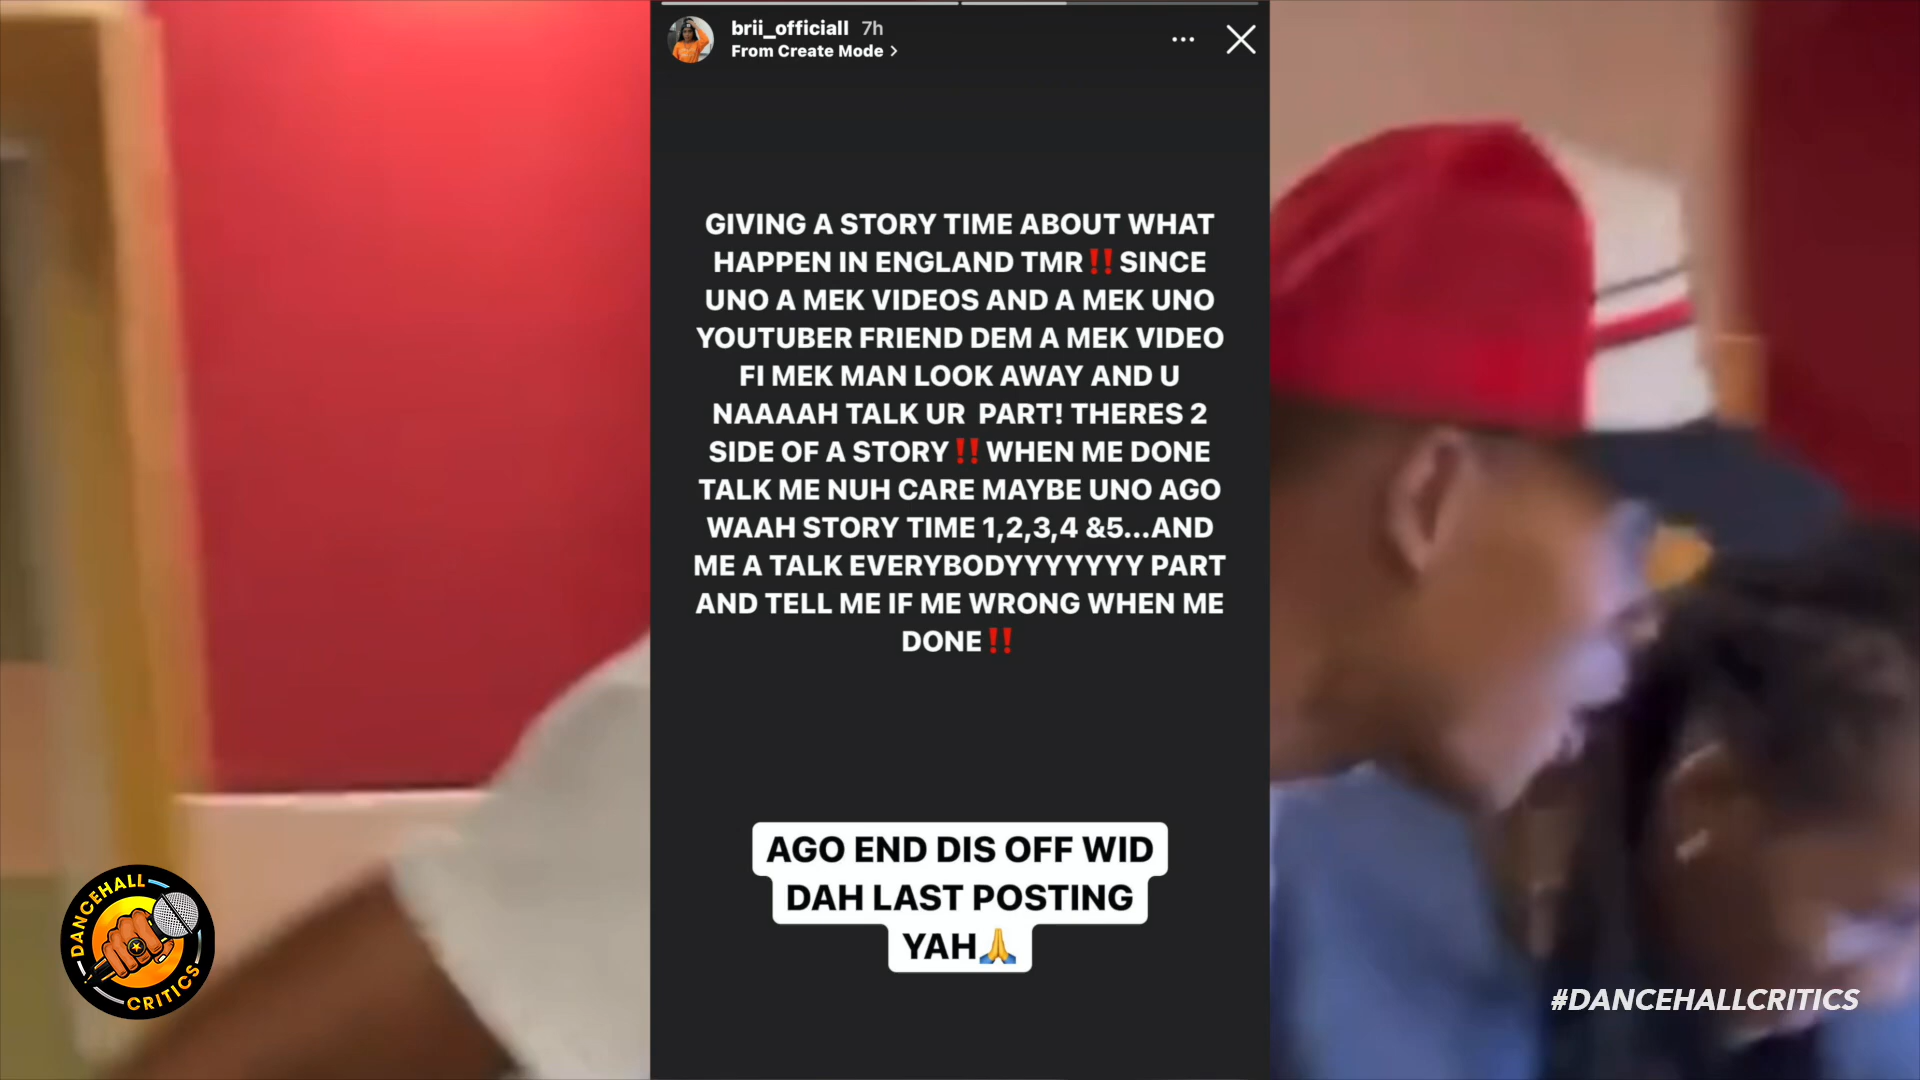 brii_officiall 7h
From Create Mode >
GIVING A STORY TIME ABOUT WHAT
HAPPEN IN ENGLAND TMR‼️SINCE
UNO A MEK VIDEOS AND A MEK UNO
YOUTUBER FRIEND DEM A MEK VIDEO
FI MEK MAN LOOK AWAY AND U
NAAAAH TALK UR PART! THERES 2
SIDE OF A STORY‼️WHEN ME DONE
TALK ME NUH CARE MAYBE UNO AGO
WAAH STORY TIME 1,2,3,4 &5...AND
ME A TALK EVERYBODYYYYYYY PART
AND TELL ME IF ME WRONG WHEN ME
DONE‼️
AGO END DIS OFF WID
DAH LAST POSTING
YAH🙏
DANCEHALL
CRITICS
#DANCEHALLCRITICS